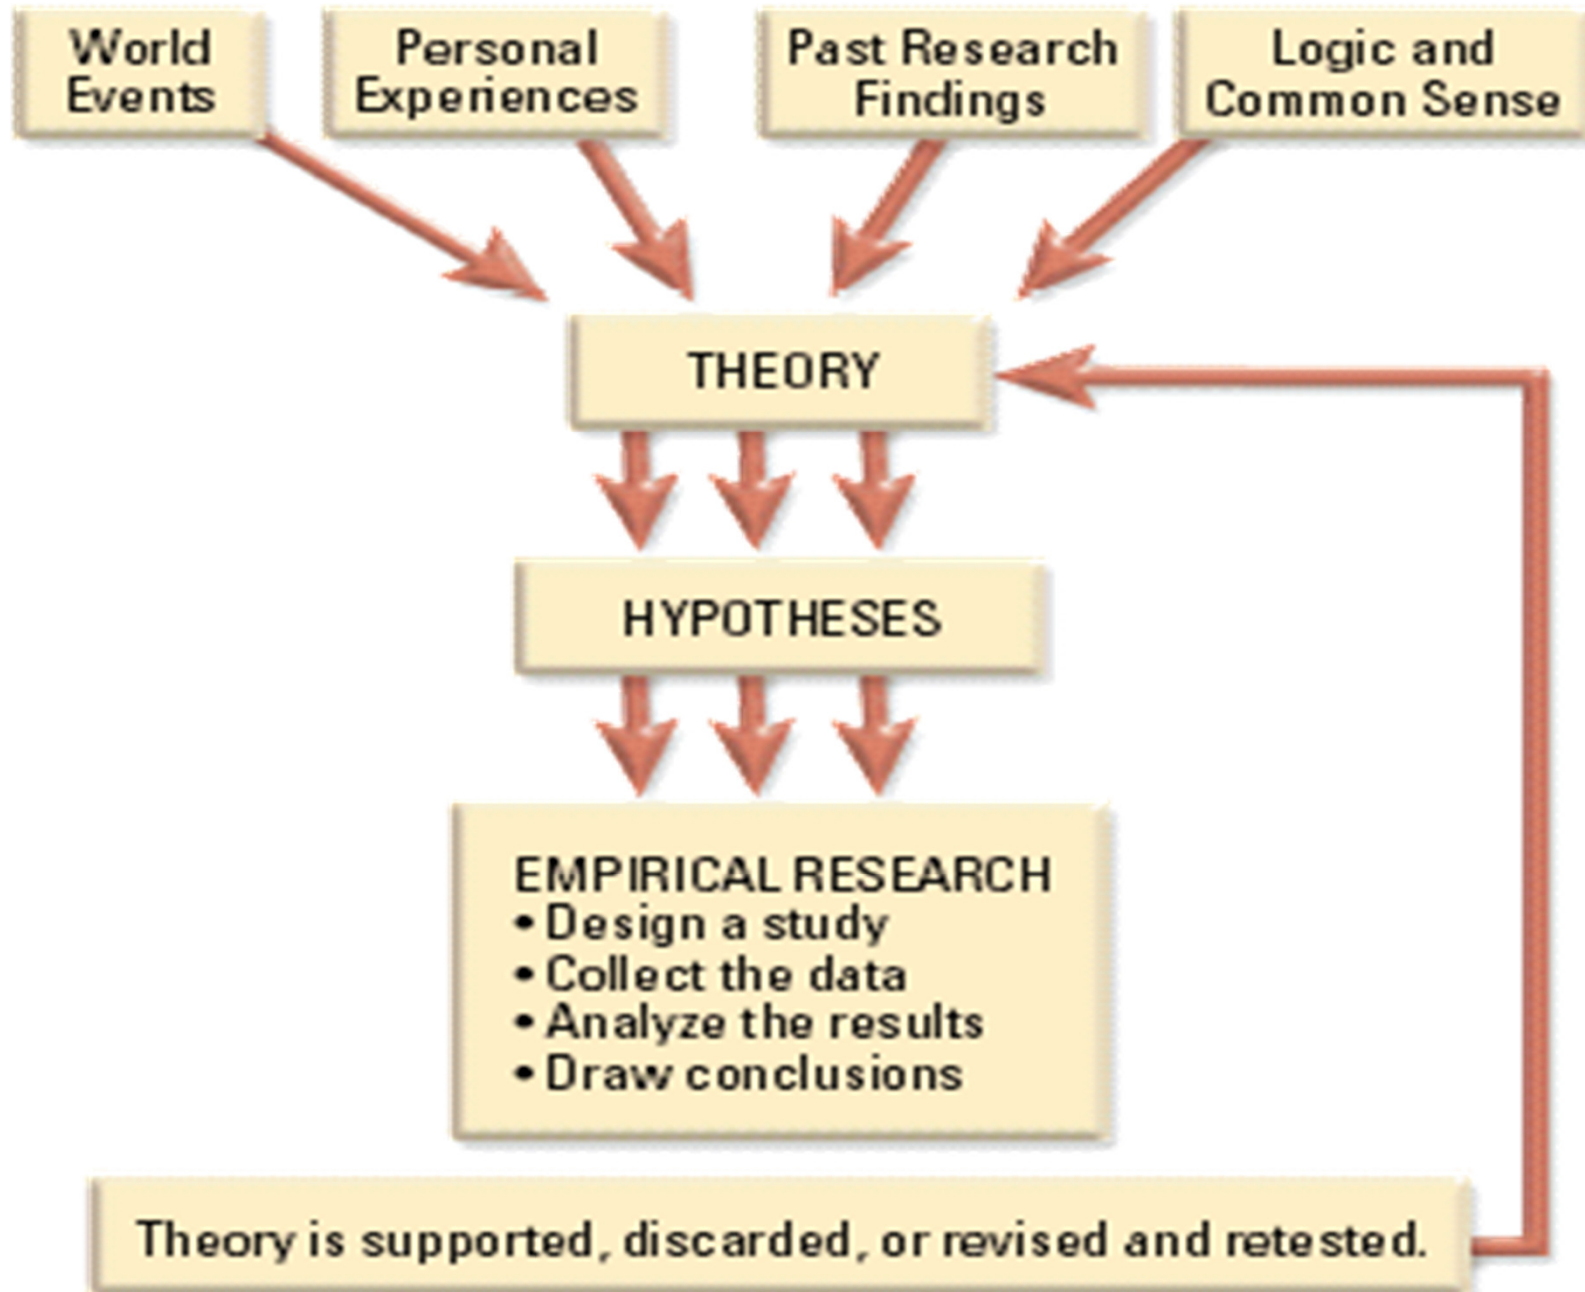 World
Events
Personal
Experiences
Past Research
Findings
Logic and
Common Sense
THEORY
HYPOTHESES
EMPIRICAL RESEARCH
• Design a study
• Collect the data
• Analyze the results
• Draw conclusions
Theory is supported, discarded, or revised and retested.